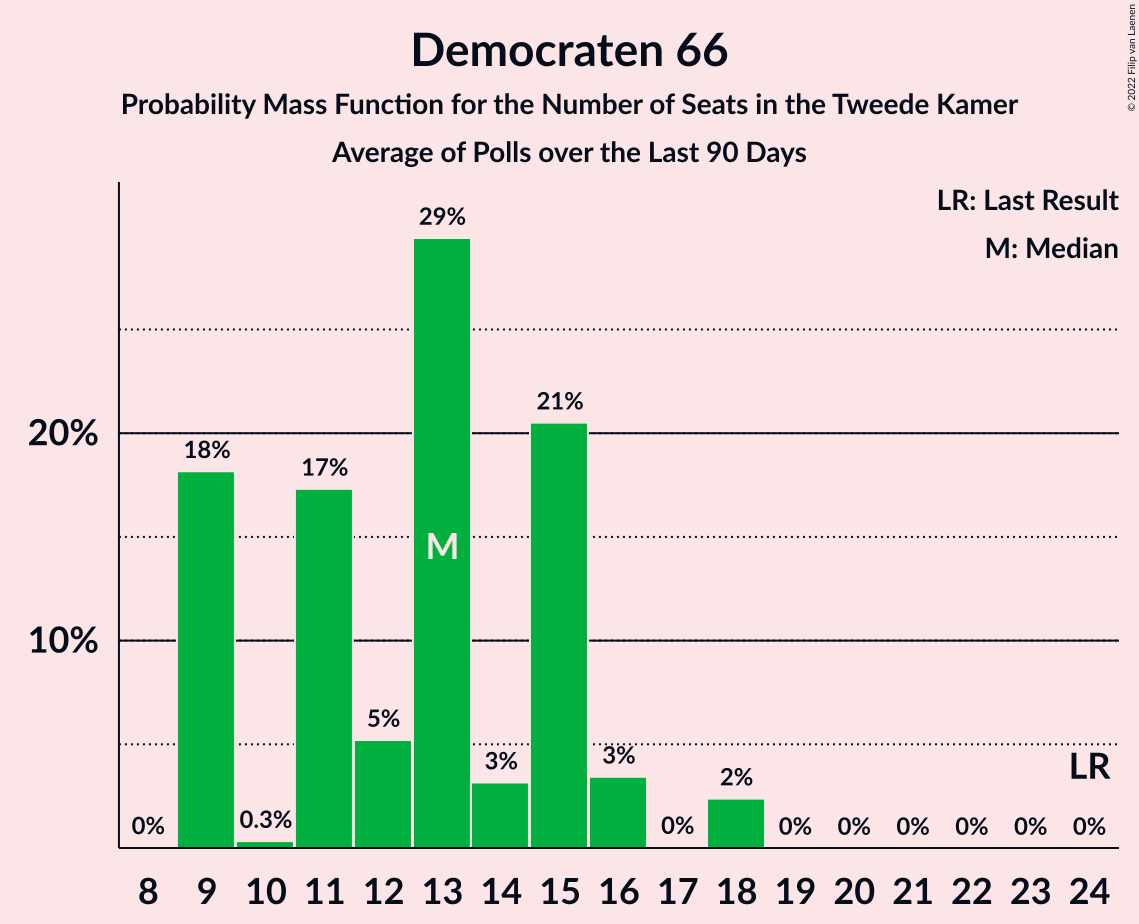 Democraten 66
Probability Mass Function for the Number of Seats in the Tweede Kamer
Average of Polls over the Last 90 Days
© 2022 Filip van Laenen
LR: Last Result
M: Median
20%
10%
0%
18%
0.3%
17%
5%
29%
M
3%
21%
3%
0%
2%
0%
0%
0%
0%
0%
0%
LR
8 9 10 11 12 13 14 15 16 17 18 19 20 21 22 23 24